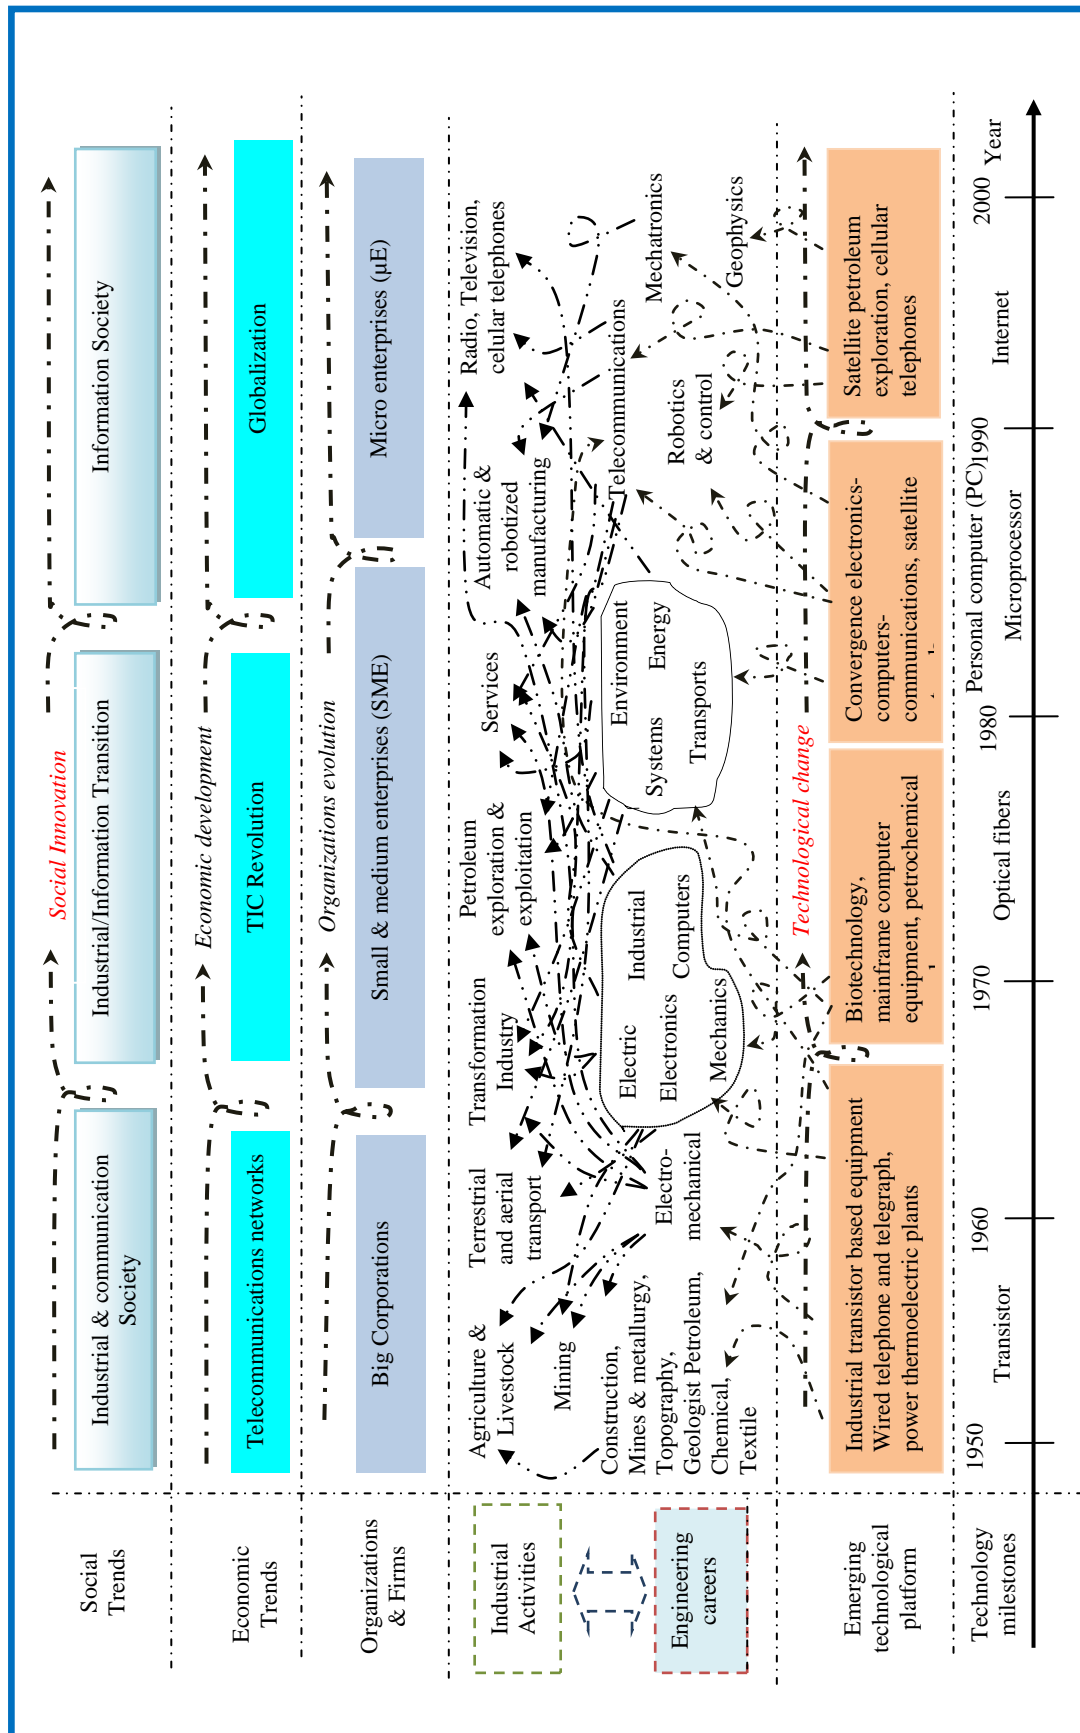 Social
Trends
Industrial & communication
Society
Industrial/Information Transition
Information Society
Social Innovation
Economic
Trends
Telecommunications networks
TIC Revolution
Globalization
Economic development
Organizations
& Firms
Big Corporations
Small & medium enterprises (SME)
Micro enterprises (µE)
Organizations evolution
Industrial
Activities
Agriculture &
Livestock
Mining
Terrestrial
and aerial
transport
Transformation
Industry
Petroleum
exploration &
exploitation
Services
Automatic &
robotized
manufacturing
Radio, Television,
celular telephones
Engineering
careers
Construction,
Mines & metallurgy,
Topography,
Geologist Petroleum,
Chemical,
Textile
Electro-
mechanical
Electric
Industrial
Electronics
Computers
Mechanics
Environment
Systems
Energy
Transports
Telecommunications
Robotics
& control
Mechatronics
Geophysics
Technological change
Emerging
technological
platform
Industrial transistor based equipment
Wired telephone and telegraph,
power thermoelectric plants
Biotechnology,
mainframe computer
equipment, petrochemical
Convergence electronics-
computers-
communications, satellite
Satellite petroleum
exploration, cellular
telephones
Technology
milestones
1950
1960
1970
1980
1990
2000
Year
Transistor
Optical fibers
Personal computer (PC)
Microprocessor
Internet